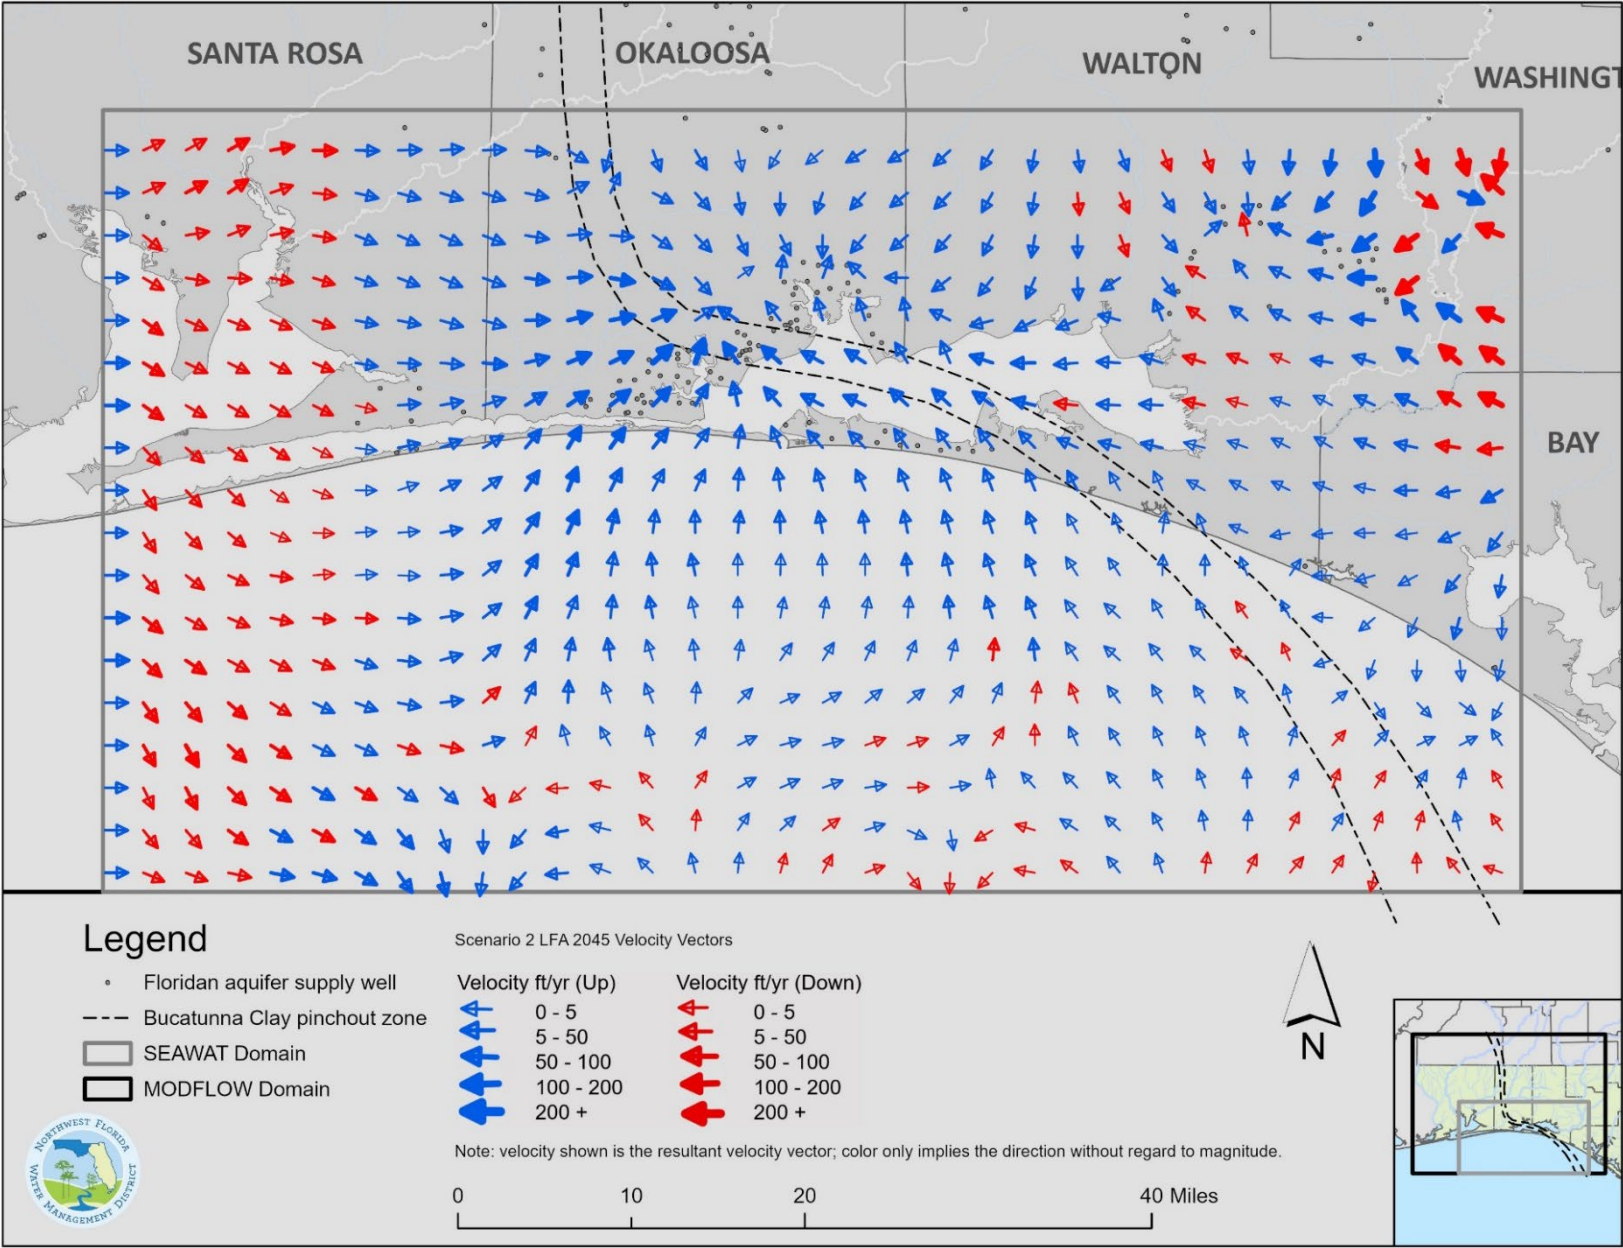 SANTA ROSA
OKALOOSA
WALTON
WASHINGT
BAY
Legend
Floridan aquifer supply well
Bucatunna Clay pinchout zone
SEAWAT Domain
MODFLOW Domain
Scenario 2 LFA 2045 Velocity Vectors
Velocity ft/yr (Up)
0 - 5
5 - 50
50 - 100
100 - 200
200 +
Velocity ft/yr (Down)
0 - 5
5 - 50
50 - 100
100 - 200
200 +
Note: velocity shown is the resultant velocity vector; color only implies the direction without regard to magnitude.
0 10 20 40 Miles
N
NORTHWEST FLORIDA
WATER MANAGEMENT DISTRICT